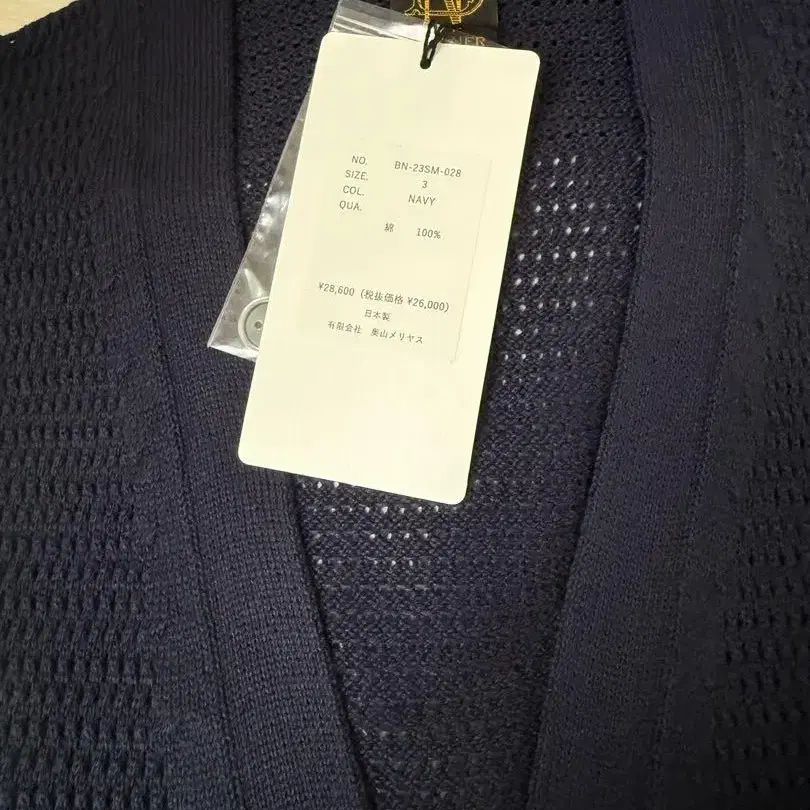 NO. BN-23SM-028
SIZE. 3
COL. NAVY
QUA.
綿 100%
¥28,600 (税抜価格 ¥26,000)
日本製
有限会社 奥山メリヤス